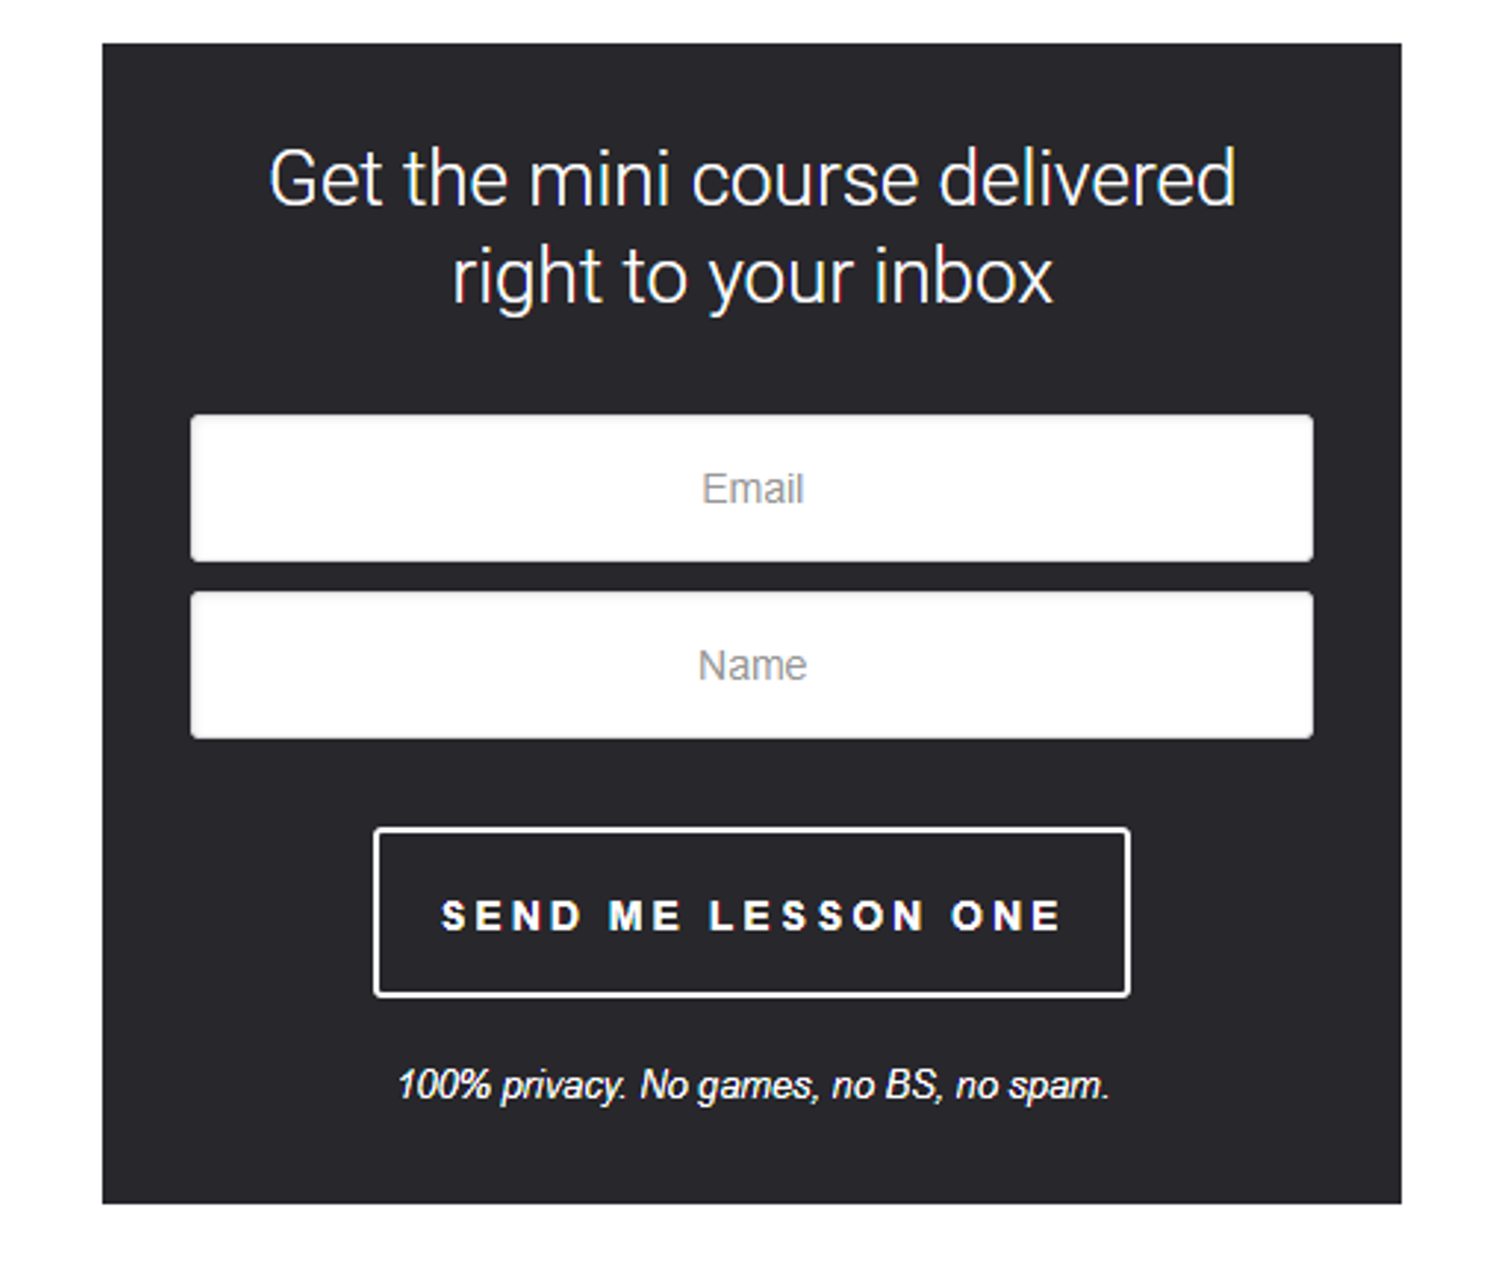 Get the mini course delivered
right to your inbox
Email
Name
SEND ME LESSON ONE
100% privacy. No games, no BS, no spam.